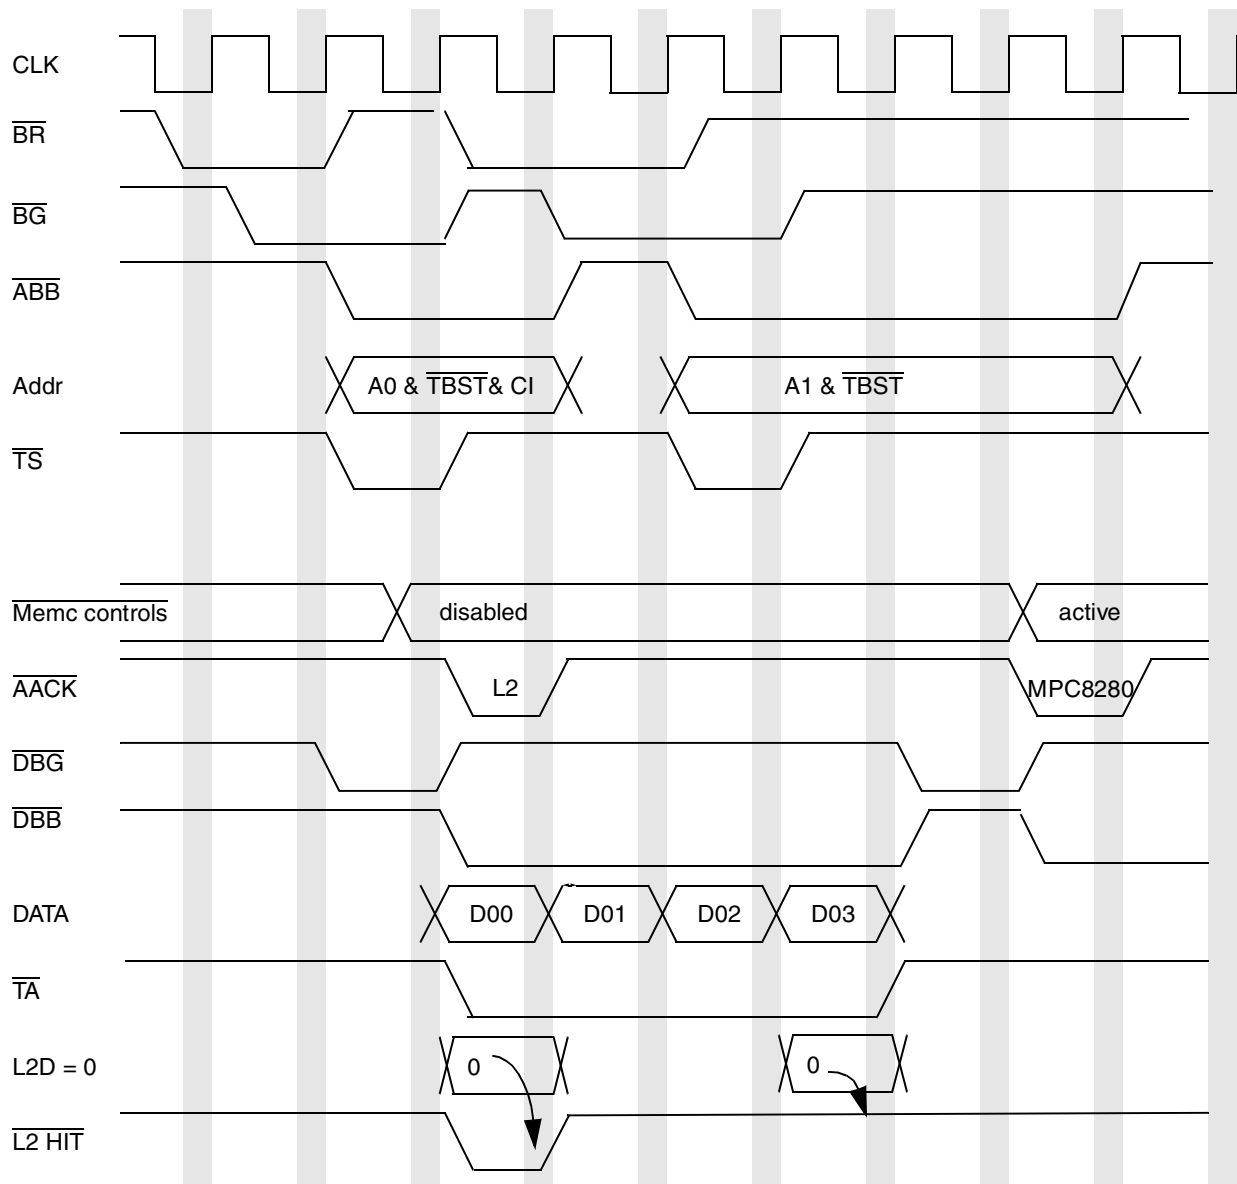 CLK
BR
BG
ABB
Addr A0 & TBST& CI A1 & TBST
TS
Memc controls disabled active
AACK L2 MPC8280
DBG
DBB
DATA D00 D01 D02 D03
TA
L2D = 0 0 0
L2 HIT